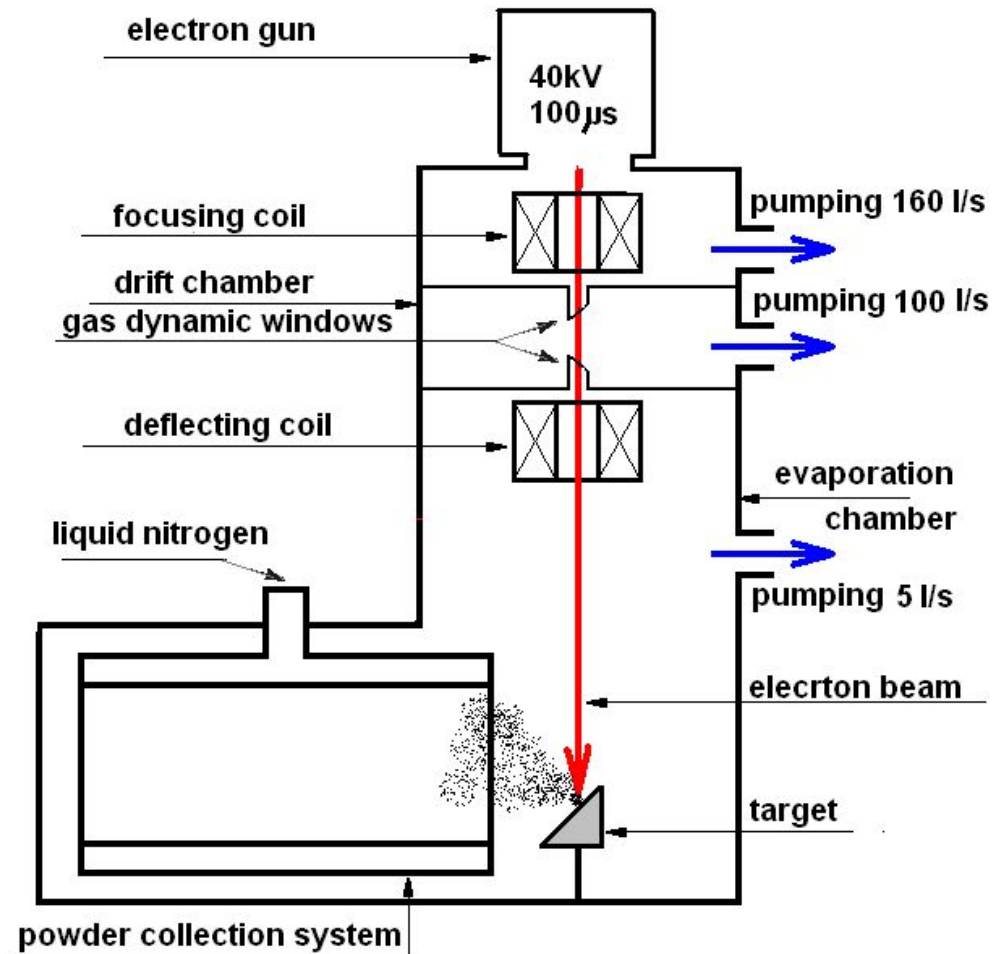 electron gun
40kV
100µs
focusing coil
pumping 160 l/s
drift chamber
pumping 100 l/s
gas dynamic windows
deflecting coil
evaporation
chamber
liquid nitrogen
pumping 5 l/s
elecrton beam
target
powder collection system